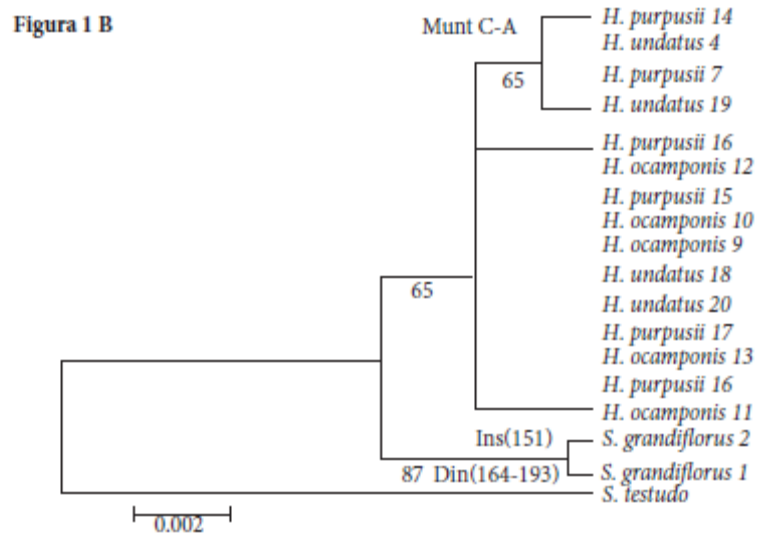 Figura 1 B
Munt C-A
H. purpusii 14
H. undatus 4
65
H. purpusii 7
H. undatus 19
H. purpusii 16
H. ocamponis 12
H. purpusii 15
H. ocamponis 10
H. ocamponis 9
65
H. undatus 18
H. undatus 20
H. purpusii 17
H. ocamponis 13
H. purpusii 16
H. ocamponis 11
Ins(151)
S. grandiflorus 2
87 Din(164-193)
S. grandiflorus 1
S. testudo
0.002